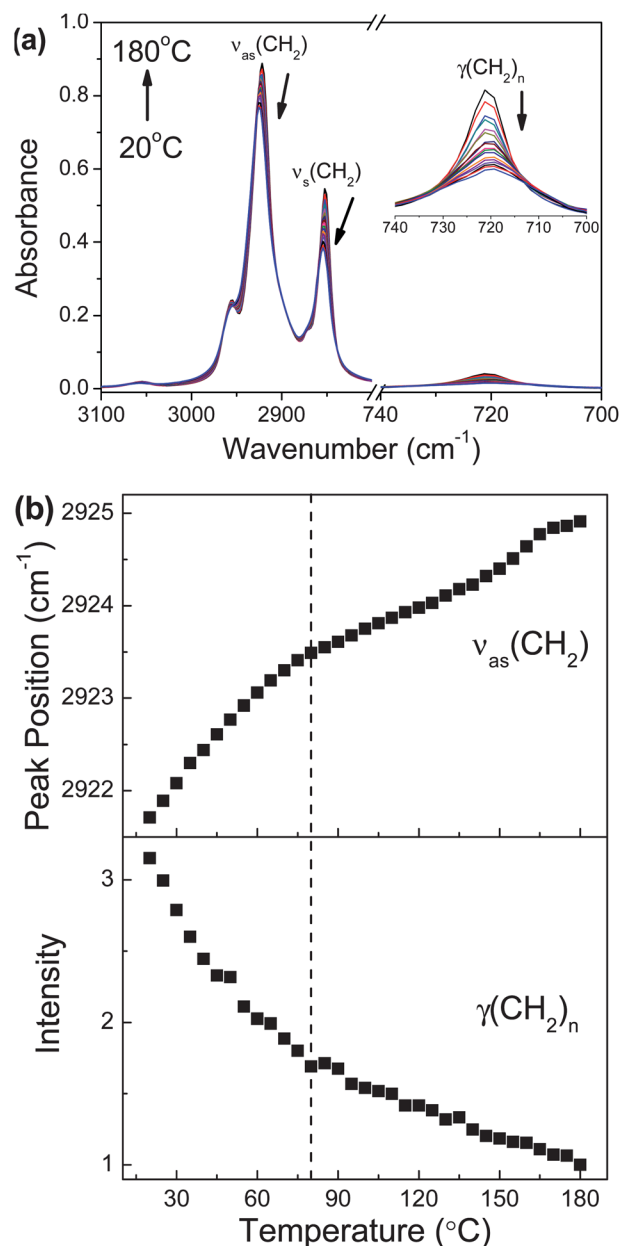 (a)
1.0
0.8
0.6
0.4
0.2
0.0
Absorbance
180°C
20°C
νas(CH2)
νs(CH2)
γ(CH2)n
740 730 720 710 700
3100 3000 2900 740 720 700
Wavenumber (cm-1)
(b)
2925
2924
2923
2922
Peak Position (cm-1)
νas(CH2)
3
2
1
Intensity
γ(CH2)n
30 60 90 120 150 180
Temperature (°C)